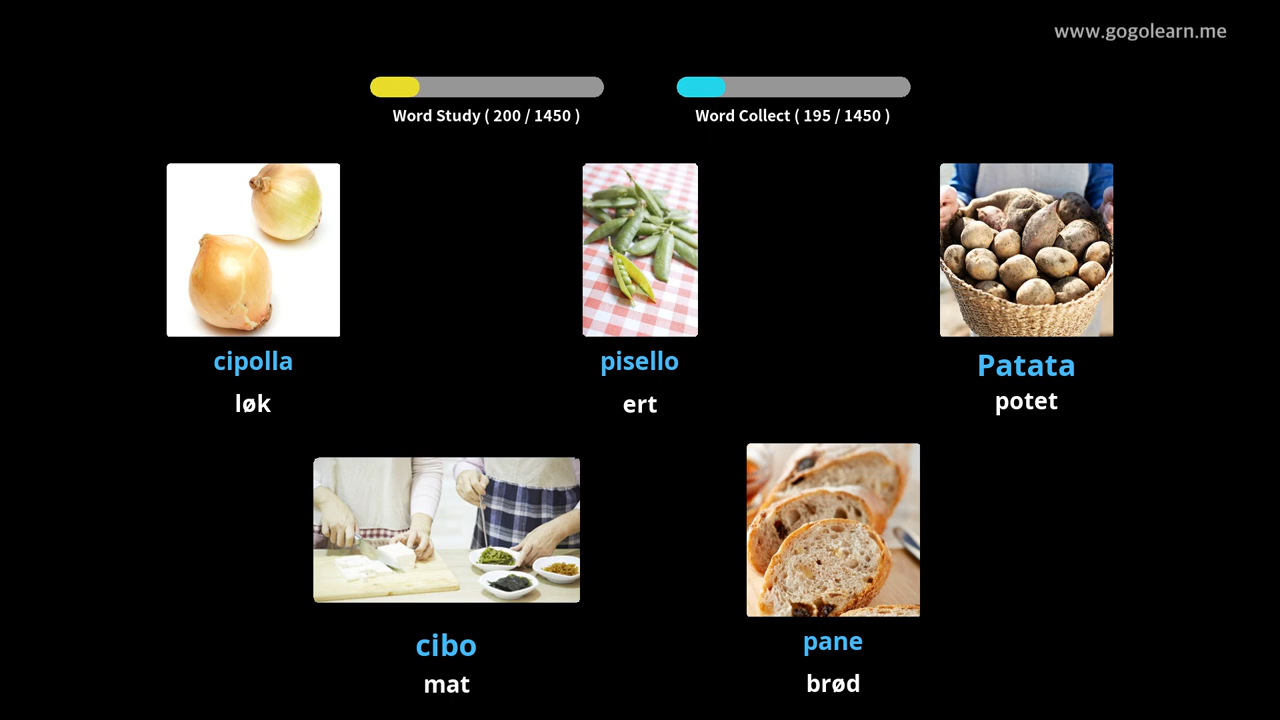 www.gogolearn.me
Word Study ( 200 / 1450 )
Word Collect ( 195 / 1450 )
cipolla
løk
pisello
ert
Patata
potet
cibo
mat
pane
brød